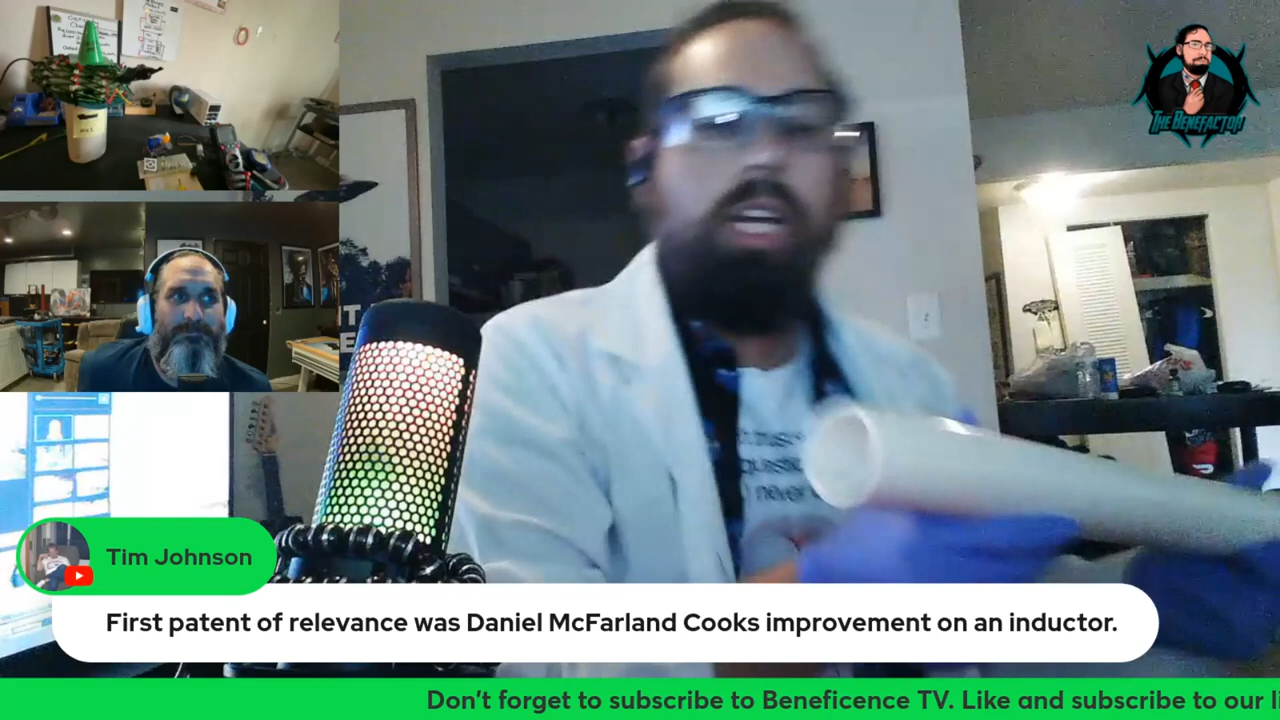 THE BENEFACTOR
Tim Johnson
First patent of relevance was Daniel McFarland Cooks improvement on an inductor.
Don't forget to subscribe to Beneficence TV. Like and subscribe to our li